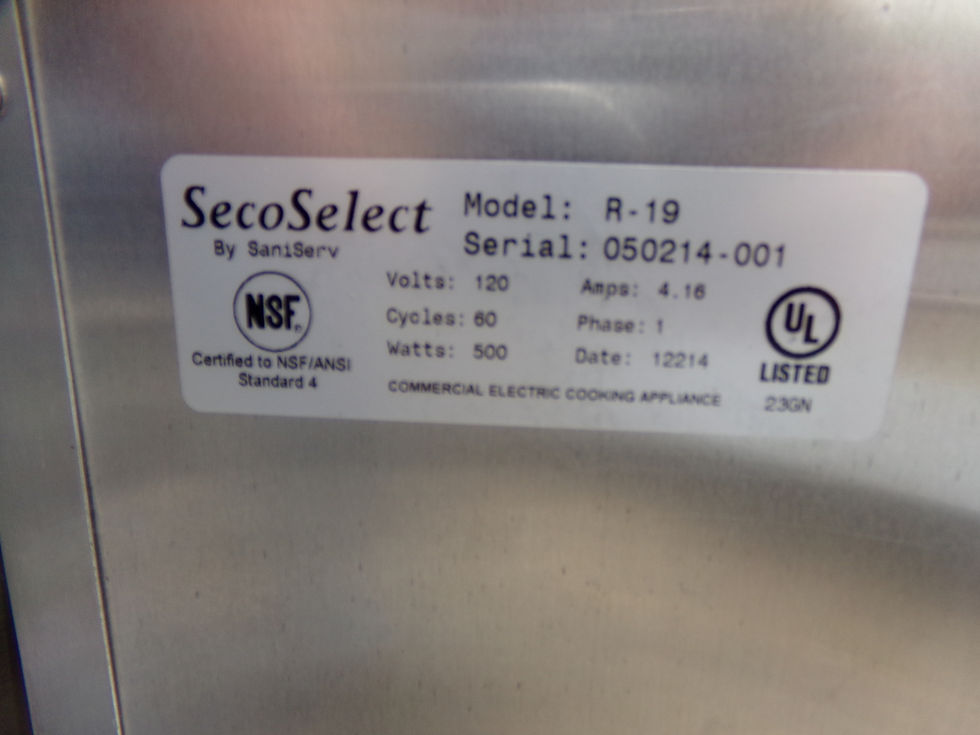 SecoSelect
By SaniServ
Model: R-19
Serial: 050214-001
NSF®
Certified to NSF/ANSI
Standard 4
Volts: 120 Amps: 4.16
Cycles: 60 Phase: 1
Watts: 500 Date: 12214
COMMERCIAL ELECTRIC COOKING APPLIANCE
UL
LISTED
23GN